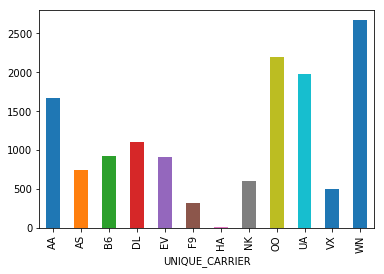 2500
2000
1500
1000
500
0
AA
AS
B6
DL
EV
F9
HA
NK
OO
UA
VX
WN
UNIQUE_CARRIER